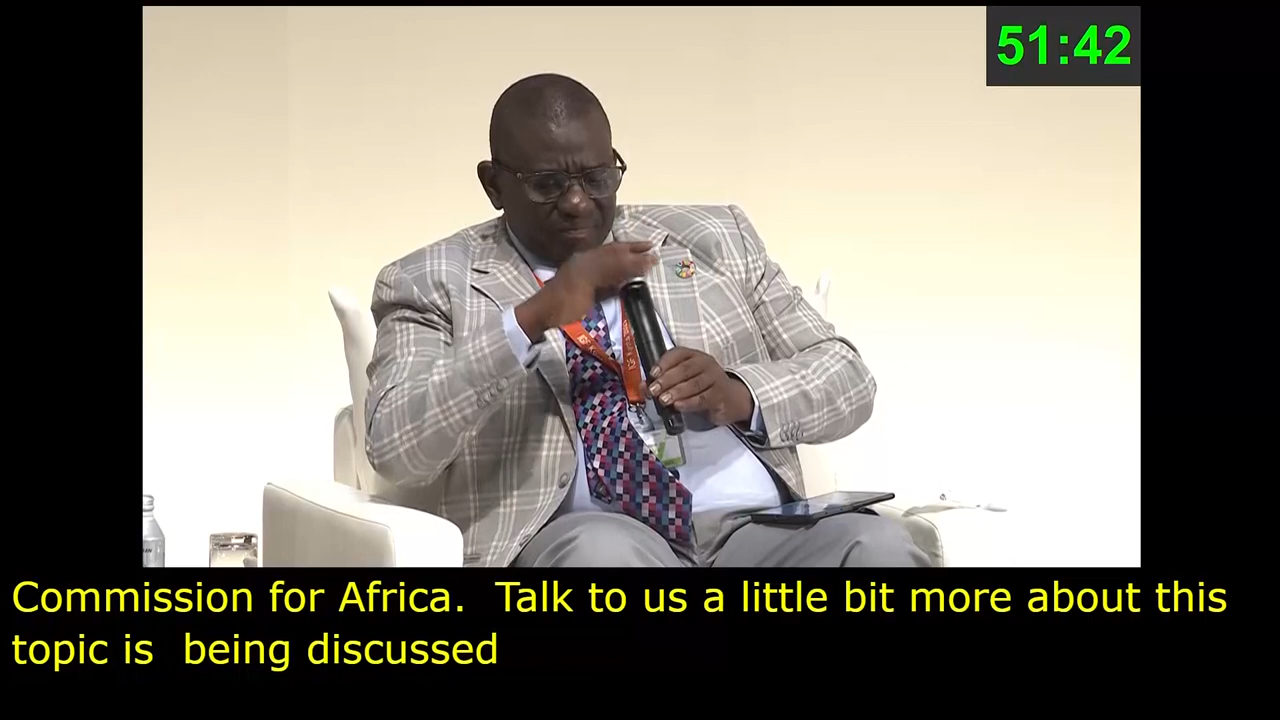 51:42
Commission for Africa.  Talk to us a little bit more about this
topic is  being discussed